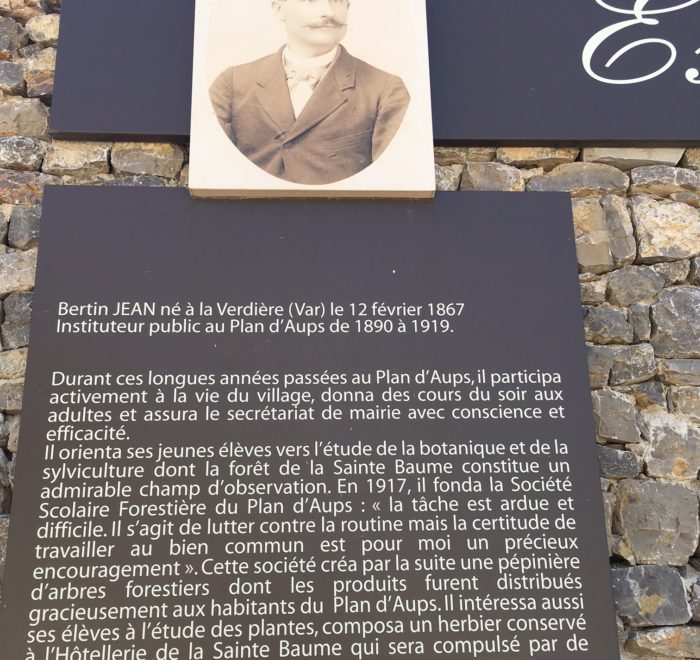 Bertin JEAN né à la Verdière (Var) le 12 février 1867
Instituteur public au Plan d'Aups de 1890 à 1919.
Durant ces longues années passées au Plan d'Aups, il participa
activement à la vie du village, donna des cours du soir aux
adultes et assura le secrétariat de mairie avec conscience et
efficacité.
Il orienta ses jeunes élèves vers l'étude de la botanique et de la
sylviculture dont la forêt de la Sainte Baume constitue un
admirable champ d'observation. En 1917, il fonda la Société
Scolaire Forestière du Plan d'Aups : « la tâche est ardue et
difficile. Il s'agit de lutter contre la routine mais la certitude de
travailler au bien commun est pour moi un précieux
encouragement ». Cette société créa par la suite une pépinière
d'arbres forestiers dont les produits furent distribués
gracieusement aux habitants du Plan d'Aups. Il intéressa aussi
ses élèves à l'étude des plantes, composa un herbier conservé
à l'Hôtellerie de la Sainte Baume qui sera compulsé par de